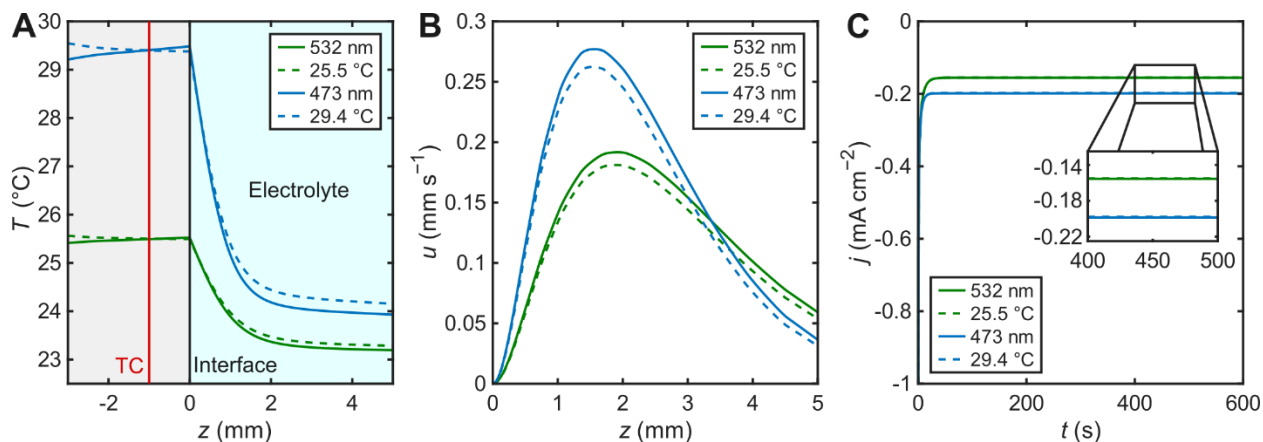 A
T (°C)
30
29
28
27
26
25
24
23
-2
0
2
4
z (mm)
532 nm
25.5 °C
473 nm
29.4 °C
Electrolyte
TC
Interface
B
u (mm s⁻¹)
0.3
0.25
0.2
0.15
0.1
0.05
0
0
1
2
3
4
5
z (mm)
532 nm
25.5 °C
473 nm
29.4 °C
C
j (mA cm⁻²)
0
-0.2
-0.4
-0.6
-0.8
-1
0
200
400
600
t (s)
-0.14
-0.18
-0.22
400
450
500
532 nm
25.5 °C
473 nm
29.4 °C